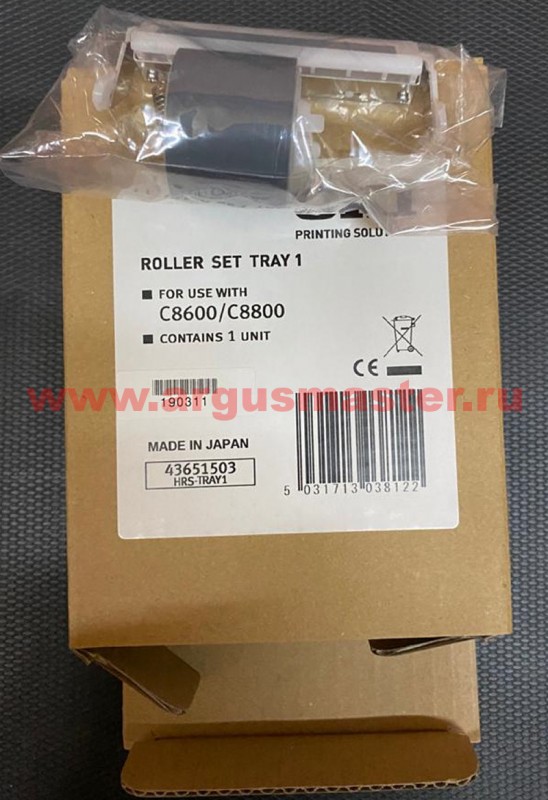 PRINTING
ROLLER SET TRAY 1
■ FOR USE WITH
C8600/C8800
■ CONTAINS 1 UNIT
CE
190311
www.argusmaster.ru
MADE IN JAPAN
43651503
HRS-TRAY1
5 031713 038122